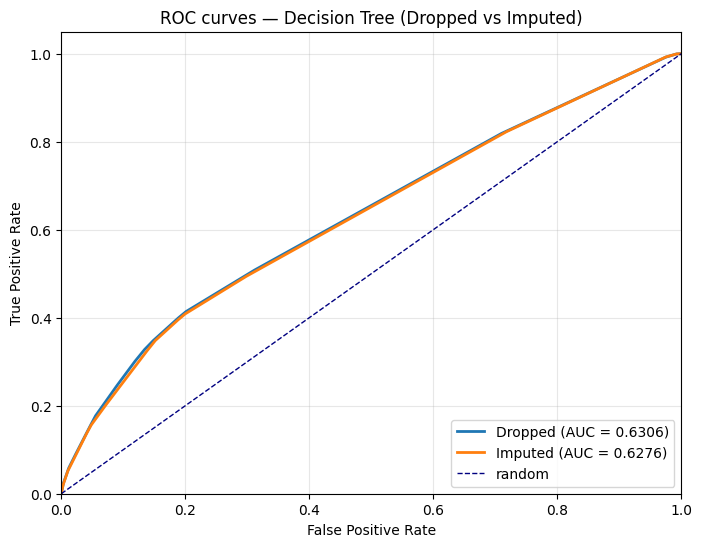 ROC curves — Decision Tree (Dropped vs Imputed)
True Positive Rate
1.0
0.8
0.6
0.4
0.2
0.0
0.0 0.2 0.4 0.6 0.8 1.0
False Positive Rate
Dropped (AUC = 0.6306)
Imputed (AUC = 0.6276)
random